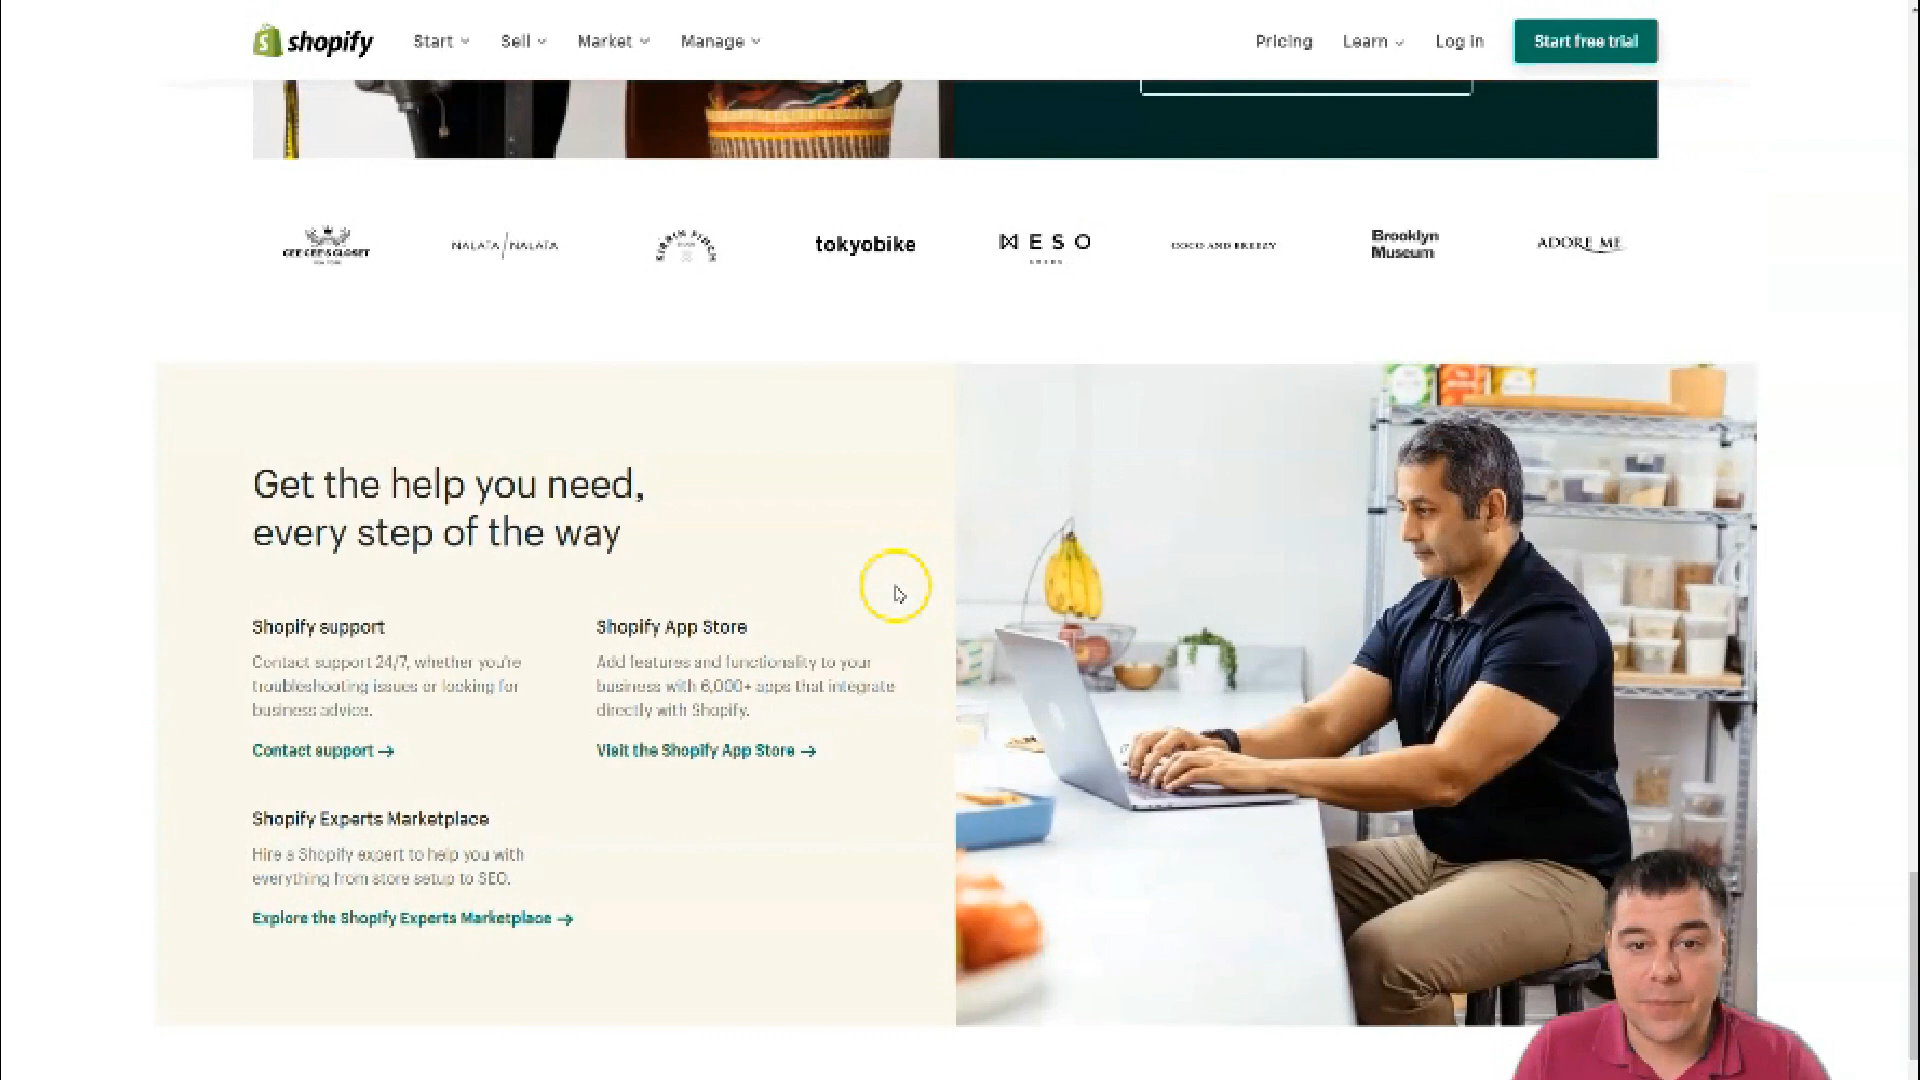 shopify
Start
Sell
Market
Manage
Pricing
Learn
Log in
Start free trial
NALATA NALATA
tokyobike
MESO
COCO AND BREEZY
Brooklyn
Museum
ADORE ME
Get the help you need,
every step of the way
Shopify support
Contact support 24/7, whether you're
troubleshooting issues or looking for
business advice.
Contact support →
Shopify App Store
Add features and functionality to your
business with 6,000+ apps that integrate
directly with Shopify.
Visit the Shopify App Store →
Shopify Experts Marketplace
Hire a Shopify expert to help you with
everything from store setup to SEO.
Explore the Shopify Experts Marketplace →